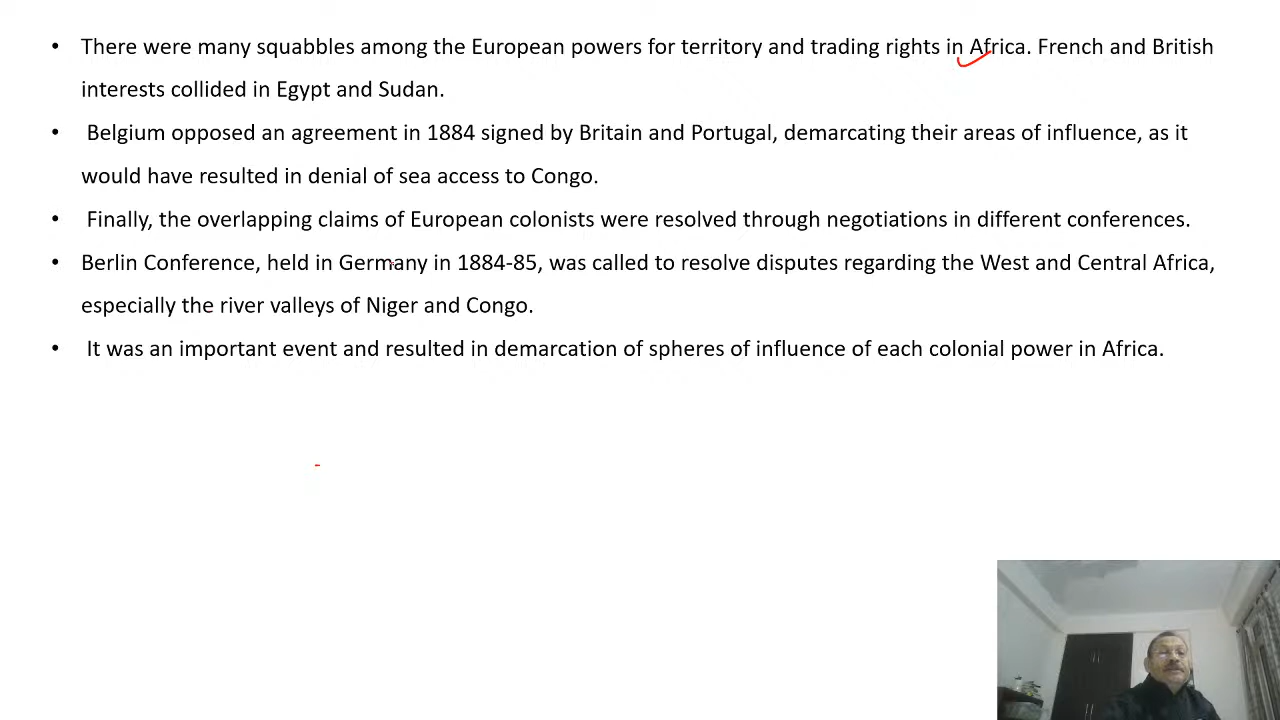 • There were many squabbles among the European powers for territory and trading rights in Africa. French and British
interests collided in Egypt and Sudan.
• Belgium opposed an agreement in 1884 signed by Britain and Portugal, demarcating their areas of influence, as it
would have resulted in denial of sea access to Congo.
• Finally, the overlapping claims of European colonists were resolved through negotiations in different conferences.
• Berlin Conference, held in Germany in 1884-85, was called to resolve disputes regarding the West and Central Africa,
especially the river valleys of Niger and Congo.
• It was an important event and resulted in demarcation of spheres of influence of each colonial power in Africa.